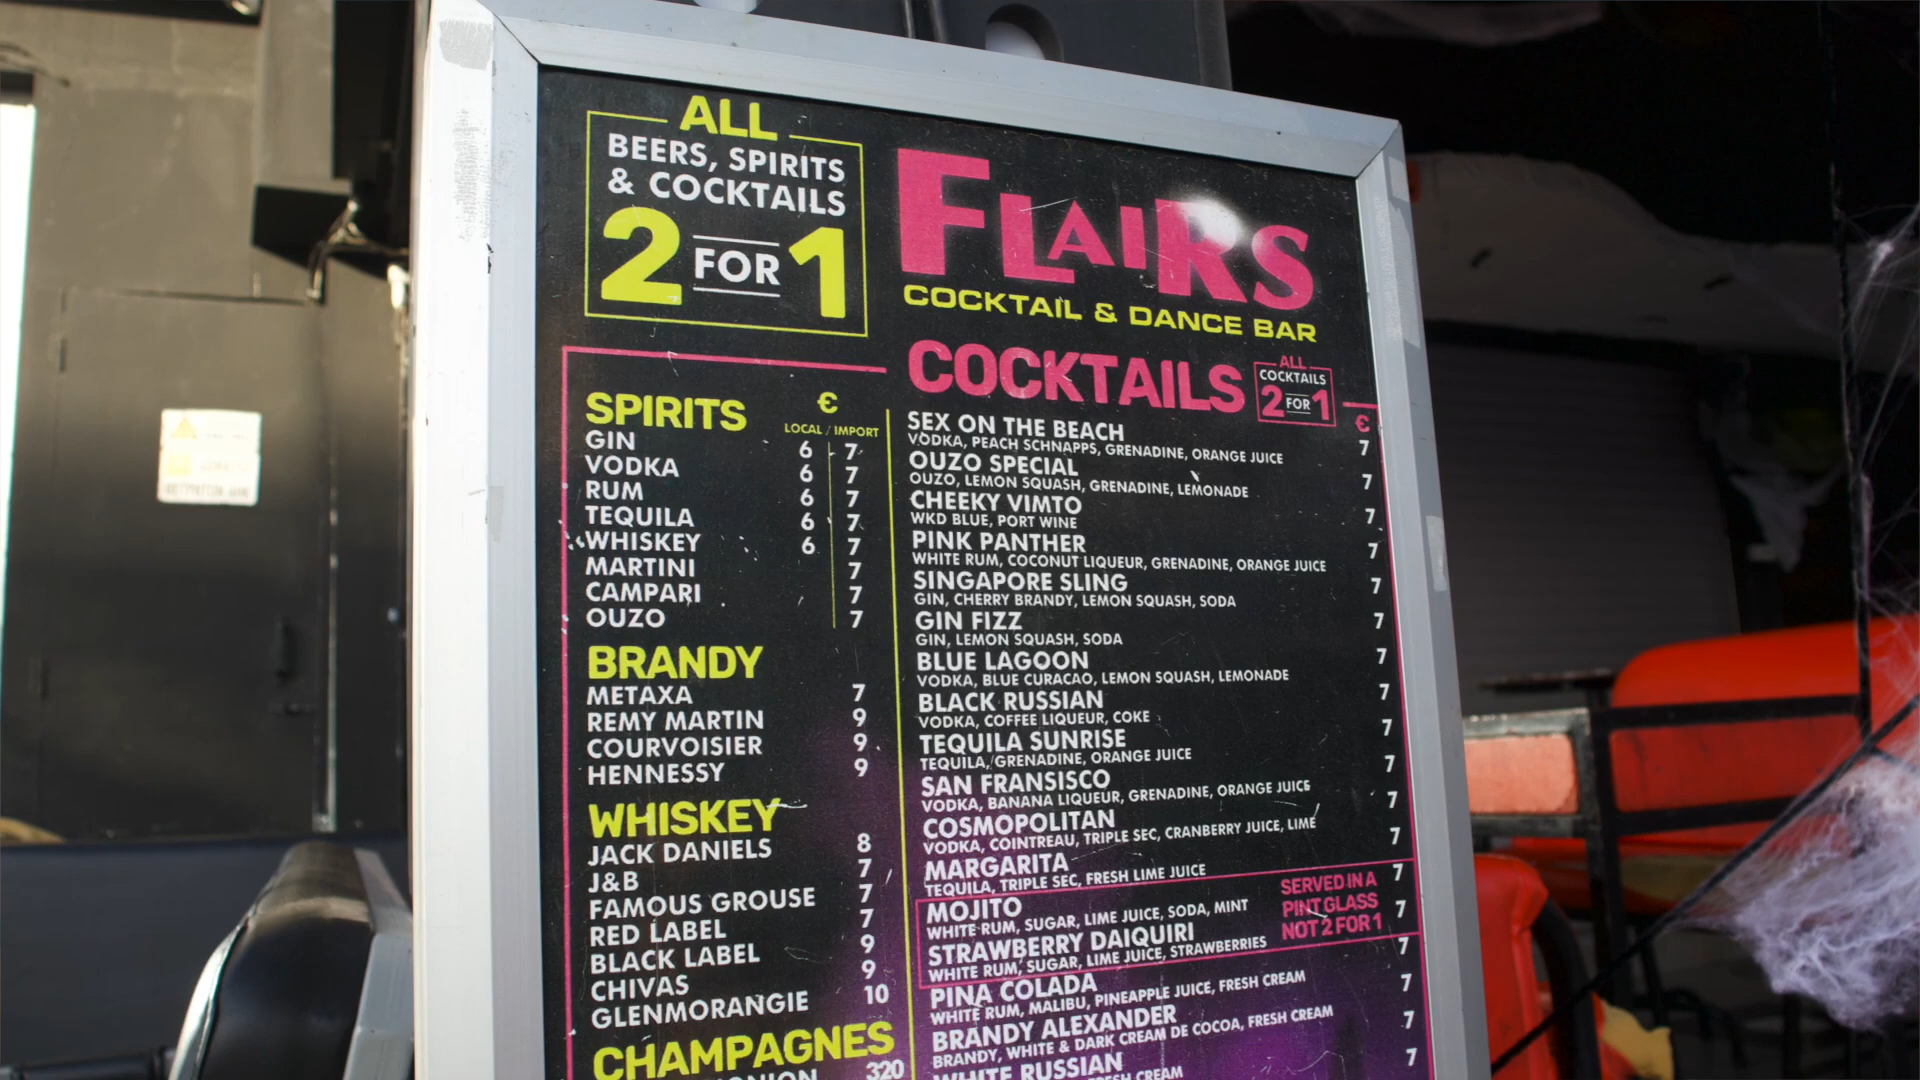 ALL
BEERS, SPIRITS
& COCKTAILS
2 FOR 1
FLAIRS
COCKTAIL & DANCE BAR
SPIRITS €
LOCAL / IMPORT
GIN 6 7
VODKA 6 7
RUM 6 7
TEQUILA 6 7
WHISKEY 6 7
MARTINI 7
CAMPARI 7
OUZO 7
BRANDY
METAXA 7
REMY MARTIN 9
COURVOISIER 9
HENNESSY 9
WHISKEY
JACK DANIELS 8
J&B 7
FAMOUS GROUSE 7
RED LABEL 7
BLACK LABEL 9
CHIVAS 9
GLENMORANGIE 10
CHAMPAGNES
320
COCKTAILS
ALL
COCKTAILS
2 FOR 1
€
SEX ON THE BEACH 7
VODKA, PEACH SCHNAPPS, GRENADINE, ORANGE JUICE
OUZO SPECIAL 7
OUZO, LEMON SQUASH, GRENADINE, LEMONADE
CHEEKY VIMTO 7
WKD BLUE, PORT WINE
PINK PANTHER 7
WHITE RUM, COCONUT LIQUEUR, GRENADINE, ORANGE JUICE
SINGAPORE SLING 7
GIN, CHERRY BRANDY, LEMON SQUASH, SODA
GIN FIZZ 7
GIN, LEMON SQUASH, SODA
BLUE LAGOON 7
VODKA, BLUE CURACAO, LEMON SQUASH, LEMONADE
BLACK RUSSIAN 7
VODKA, COFFEE LIQUEUR, COKE
TEQUILA SUNRISE 7
TEQUILA, GRENADINE, ORANGE JUICE
SAN FRANSISCO 7
VODKA, BANANA LIQUEUR, GRENADINE, ORANGE JUICE
COSMOPOLITAN 7
VODKA, COINTREAU, TRIPLE SEC, CRANBERRY JUICE, LIME
MARGARITA 7
TEQUILA, TRIPLE SEC, FRESH LIME JUICE
MOJITO 7
WHITE RUM, SUGAR, LIME JUICE, SODA, MINT
STRAWBERRY DAIQUIRI 7
WHITE RUM, SUGAR, LIME JUICE, STRAWBERRIES
SERVED IN A
PINT GLASS
NOT 2 FOR 1
PINA COLADA 7
WHITE RUM, MALIBU, PINEAPPLE JUICE, FRESH CREAM
BRANDY ALEXANDER 7
BRANDY, WHITE & DARK CREAM DE COCOA, FRESH CREAM
WHITE RUSSIAN 7
FRESH CREAM